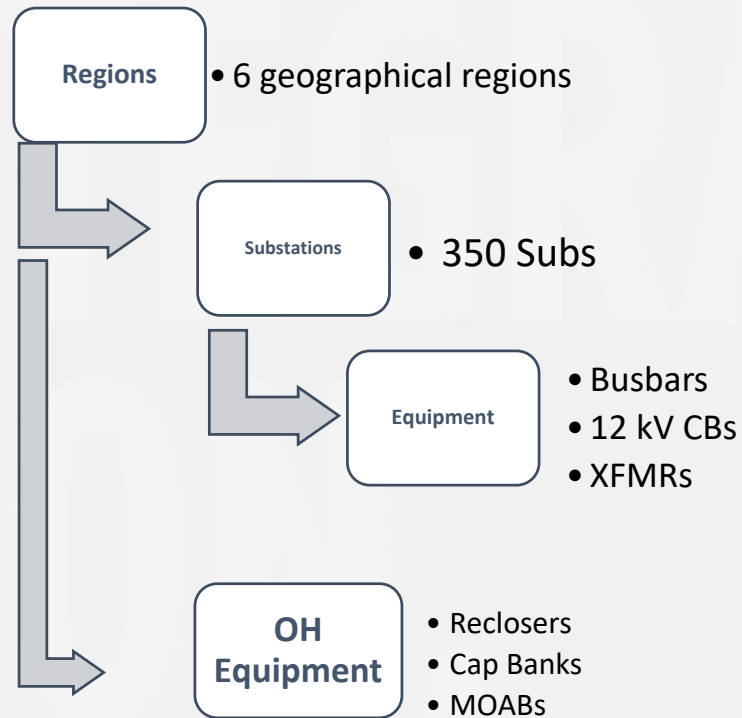 Regions
• 6 geographical regions
Substations
• 350 Subs
Equipment
• Busbars
• 12 kV CBs
• XFMRs
OH
Equipment
• Reclosers
• Cap Banks
• MOABs